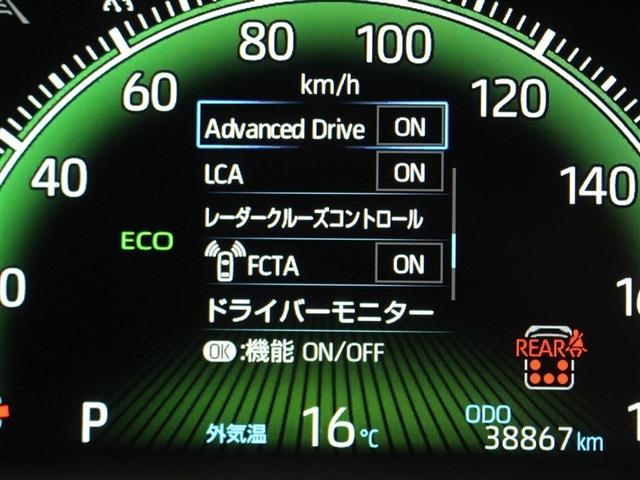 80 100
km/h
60 120
Advanced Drive ON
40 LCA ON 140
レーダークルーズコントロール
ECO
FCTA ON
0
ドライバーモニター
OK:機能 ON/OFF
REAR
P 外気温 16℃
ODO
38867km